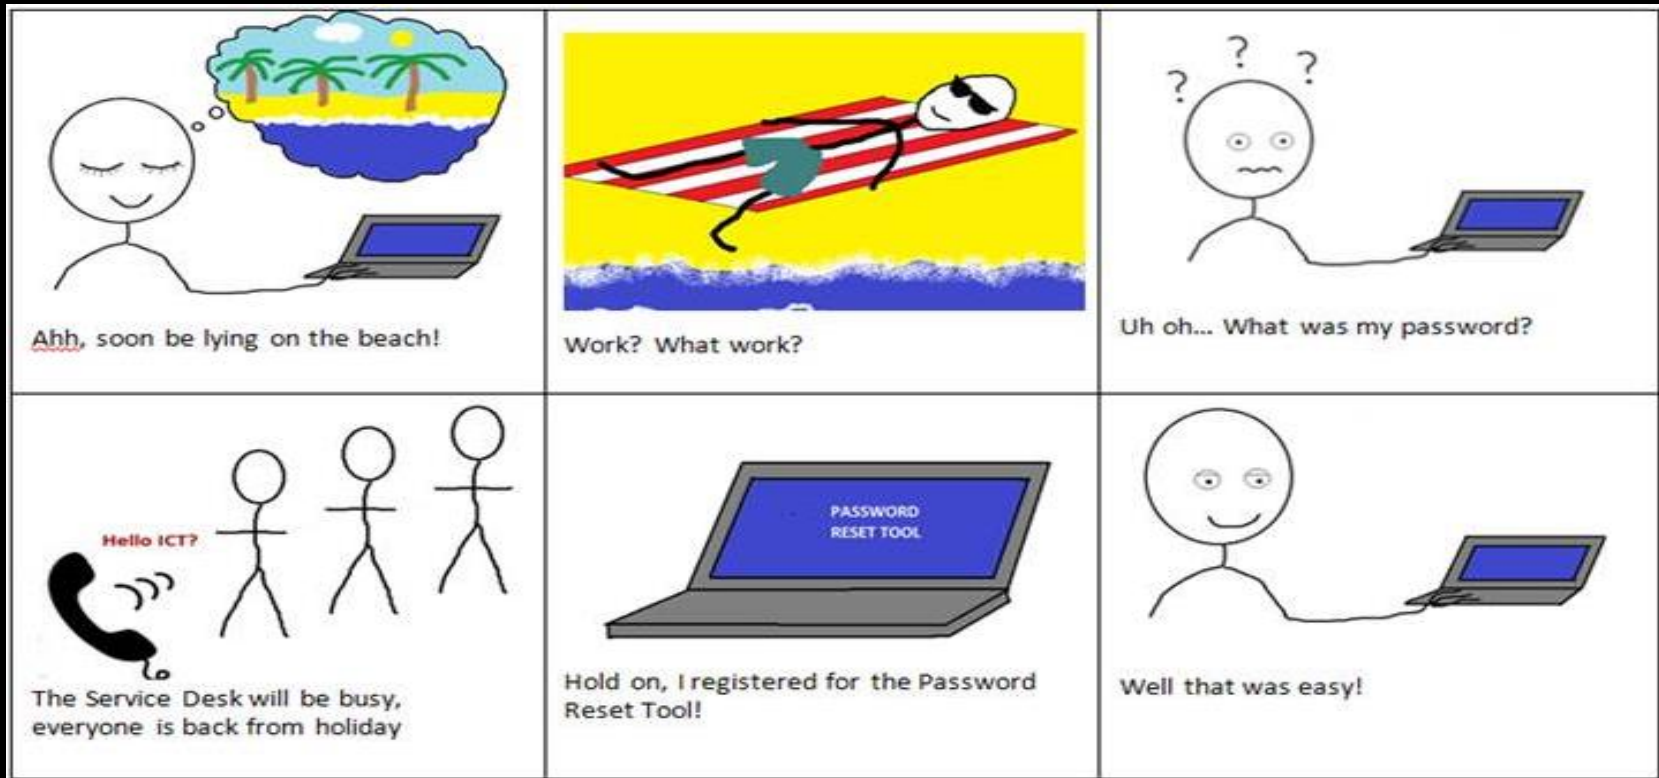 Ahh, soon be lying on the beach!
Work? What work?
? ? ?
Uh oh... What was my password?
Hello ICT?
The Service Desk will be busy,
everyone is back from holiday
PASSWORD
RESET TOOL
Hold on, I registered for the Password
Reset Tool!
Well that was easy!